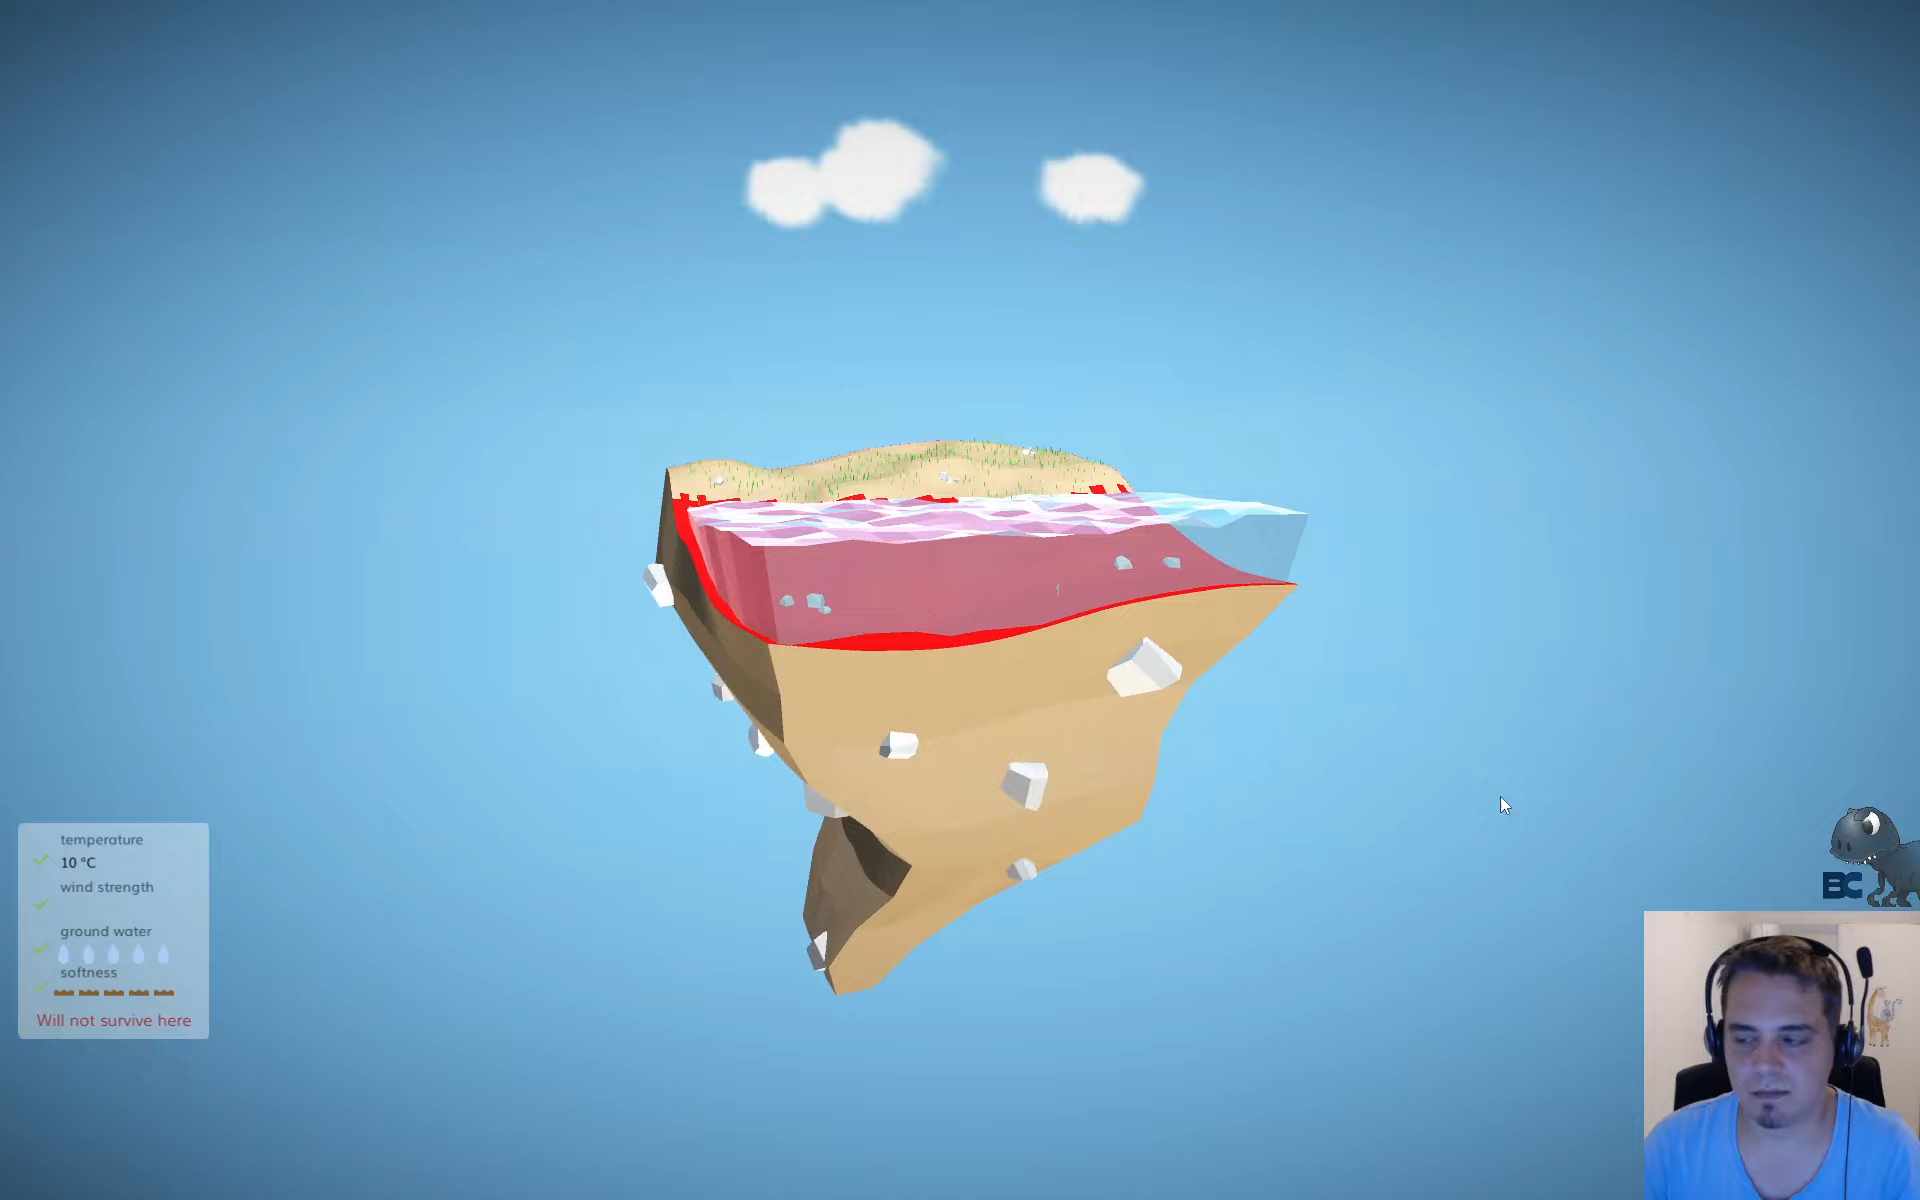 temperature
10 °C
wind strength
ground water
softness
Will not survive here
BC